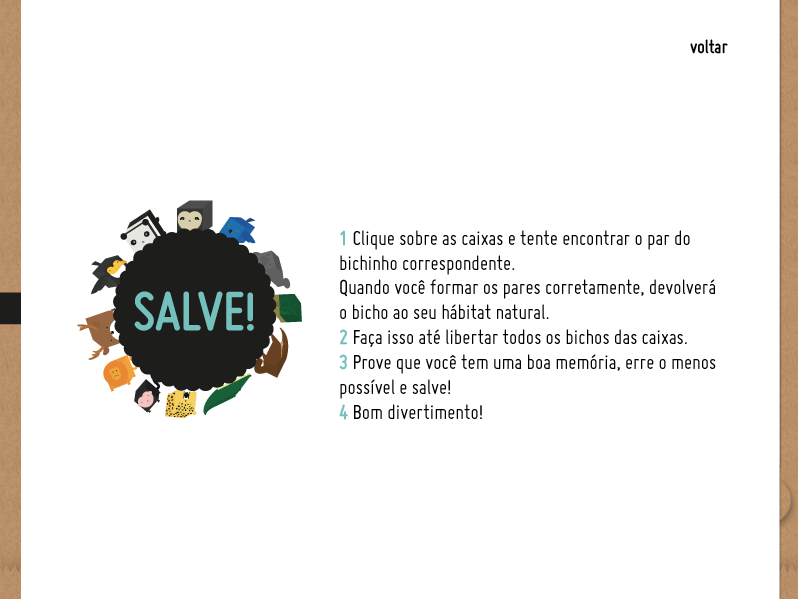 voltar
SALVE!
1 Clique sobre as caixas e tente encontrar o par do
bichinho correspondente.
Quando você formar os pares corretamente, devolverá
o bicho ao seu hábitat natural.
2 Faça isso até libertar todos os bichos das caixas.
3 Prove que você tem uma boa memória, erre o menos
possível e salve!
4 Bom divertimento!